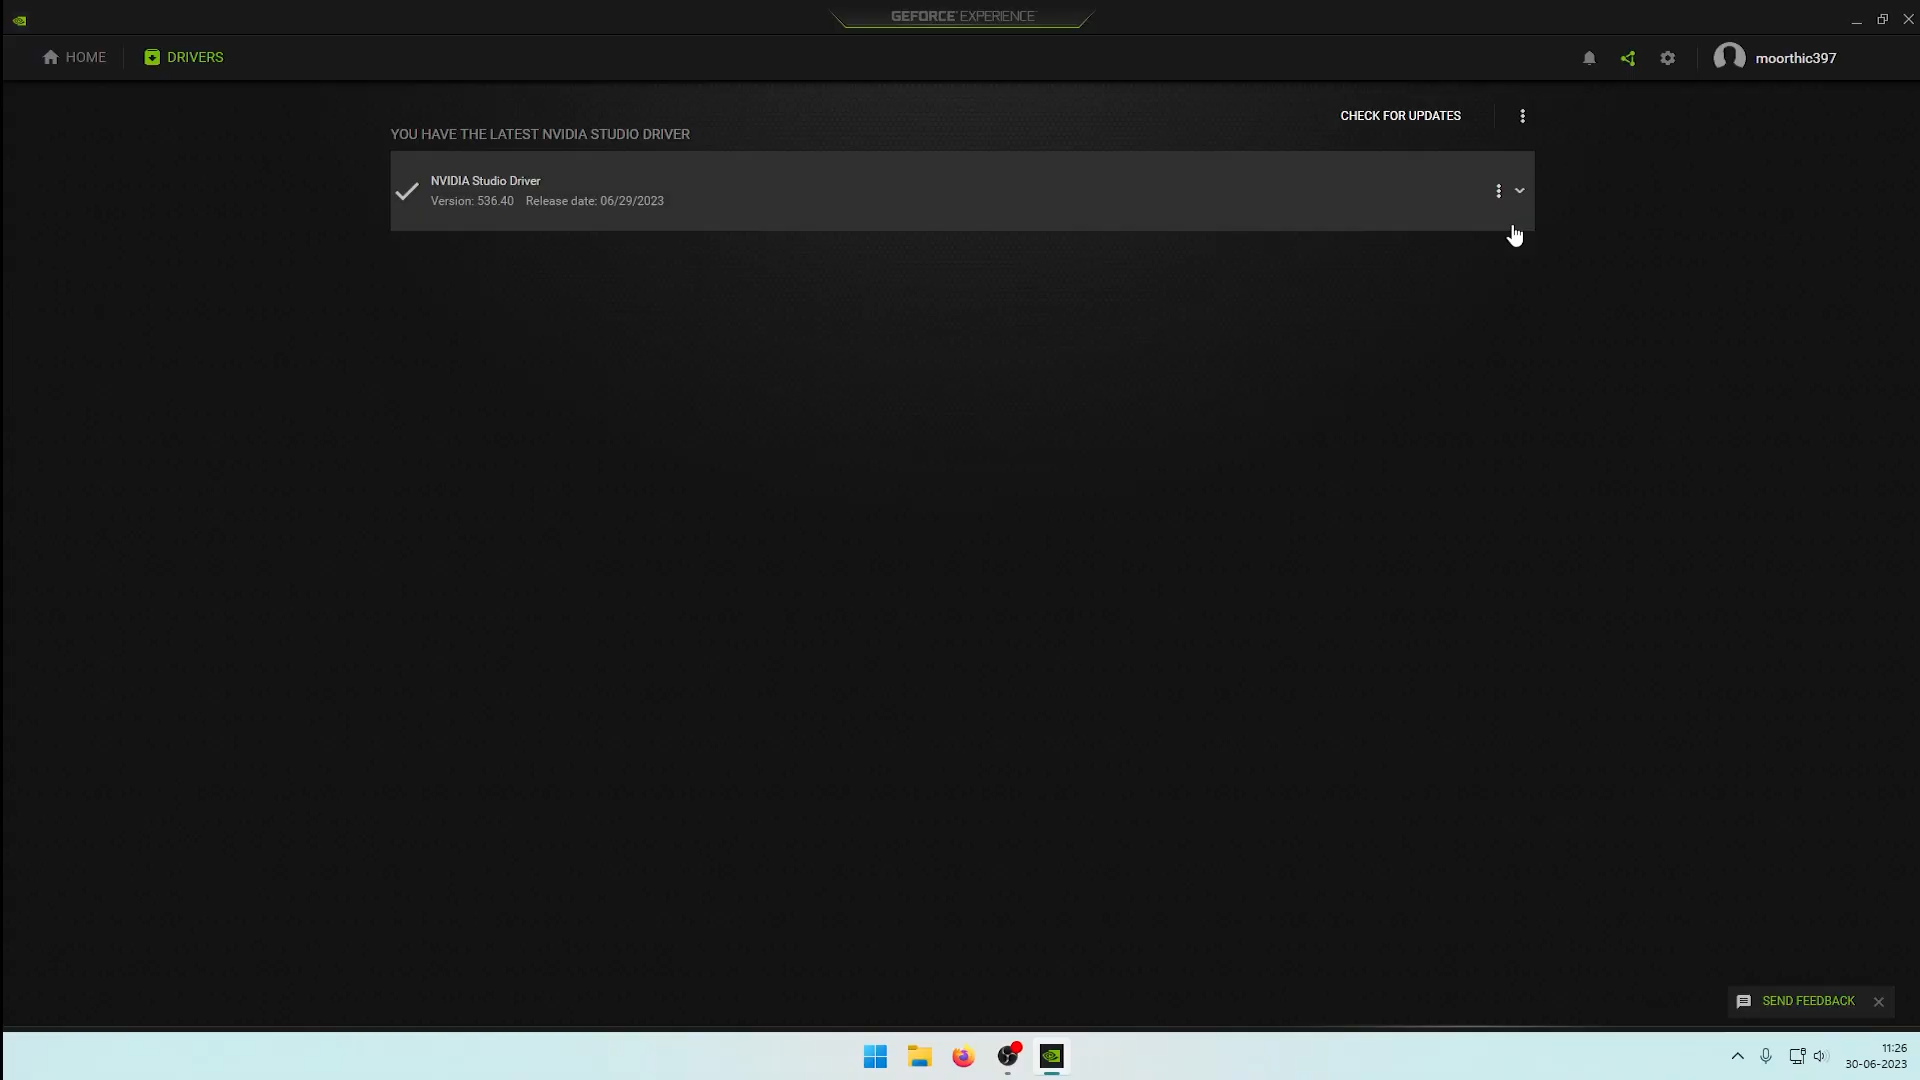 GEFORCE EXPERIENCE
HOME
DRIVERS
moorthic397
CHECK FOR UPDATES
YOU HAVE THE LATEST NVIDIA STUDIO DRIVER
NVIDIA Studio Driver
Version: 536.40 Release date: 06/29/2023
SEND FEEDBACK
11:26
30-06-2023